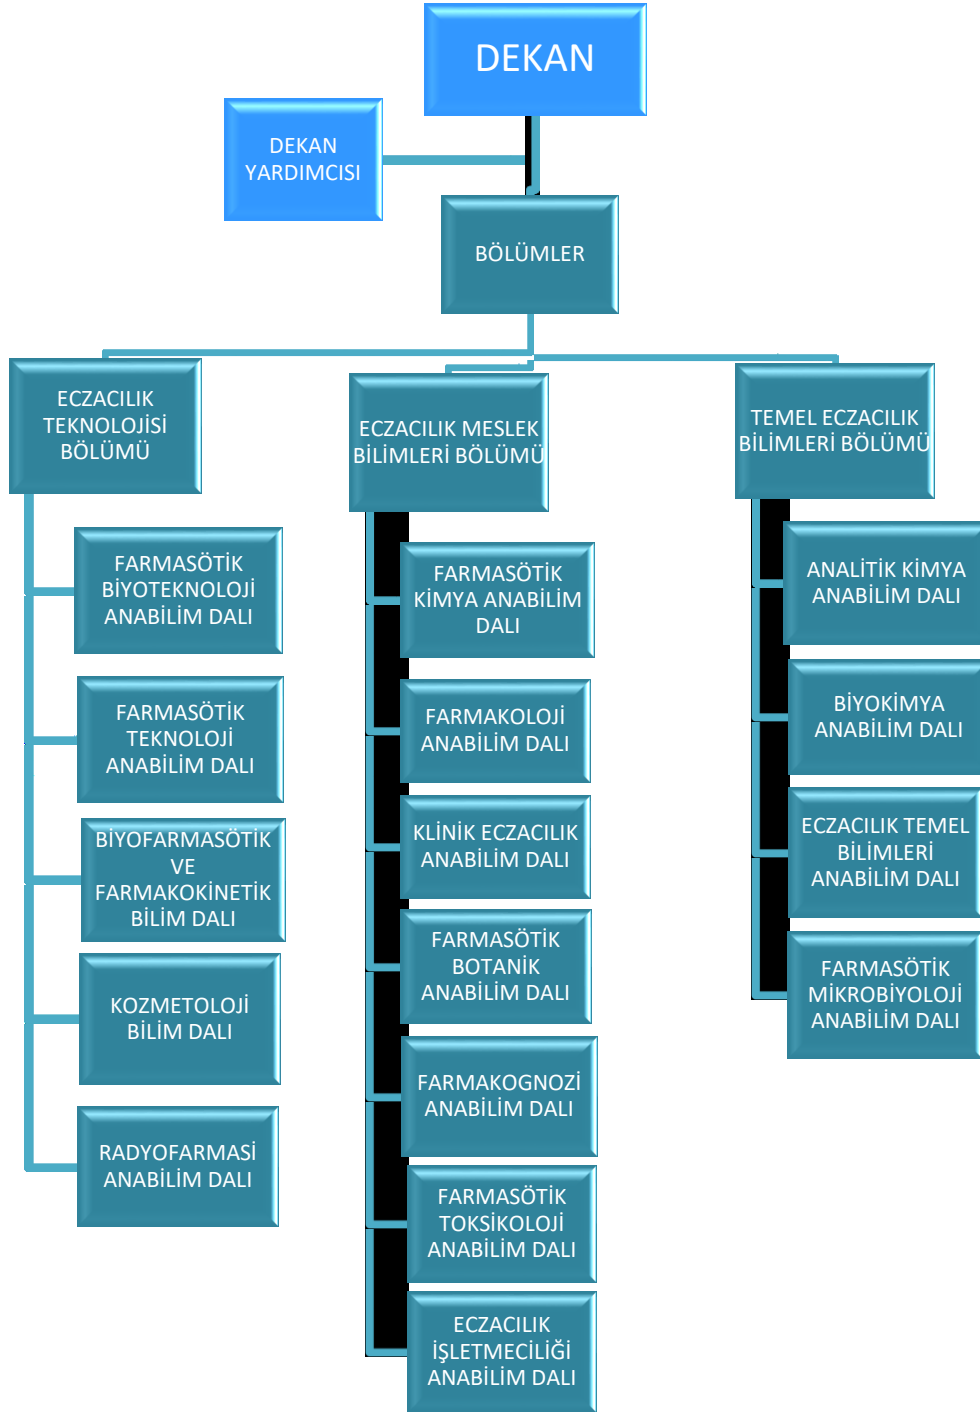 DEKAN
DEKAN
YARDIMCISI
BÖLÜMLER
ECZACILIK
TEKNOLOJİSİ
BÖLÜMÜ
FARMASÖTİK
BİYOTEKNOLOJİ
ANABİLİM DALI
FARMASÖTİK
TEKNOLOJİ
ANABİLİM DALI
BİYOFARMASÖTİK
VE
FARMAKOKİNETİK
BİLİM DALI
KOZMETOLOJİ
BİLİM DALI
RADYOFARMASİ
ANABİLİM DALI
ECZACILIK MESLEK
BİLİMLERİ BÖLÜMÜ
FARMASÖTİK
KİMYA ANABİLİM
DALI
FARMAKOLOJİ
ANABİLİM DALI
KLİNİK ECZACILIK
ANABİLİM DALI
FARMASÖTİK
BOTANİK
ANABİLİM DALI
FARMAKOGNOZİ
ANABİLİM DALI
FARMASÖTİK
TOKSİKOLOJİ
ANABİLİM DALI
ECZACILIK
İŞLETMECİLİĞİ
ANABİLİM DALI
TEMEL ECZACILIK
BİLİMLERİ BÖLÜMÜ
ANALİTİK KİMYA
ANABİLİM DALI
BİYOKİMYA
ANABİLİM DALI
ECZACILIK TEMEL
BİLİMLERİ
ANABİLİM DALI
FARMASÖTİK
MİKROBİYOLOJİ
ANABİLİM DALI